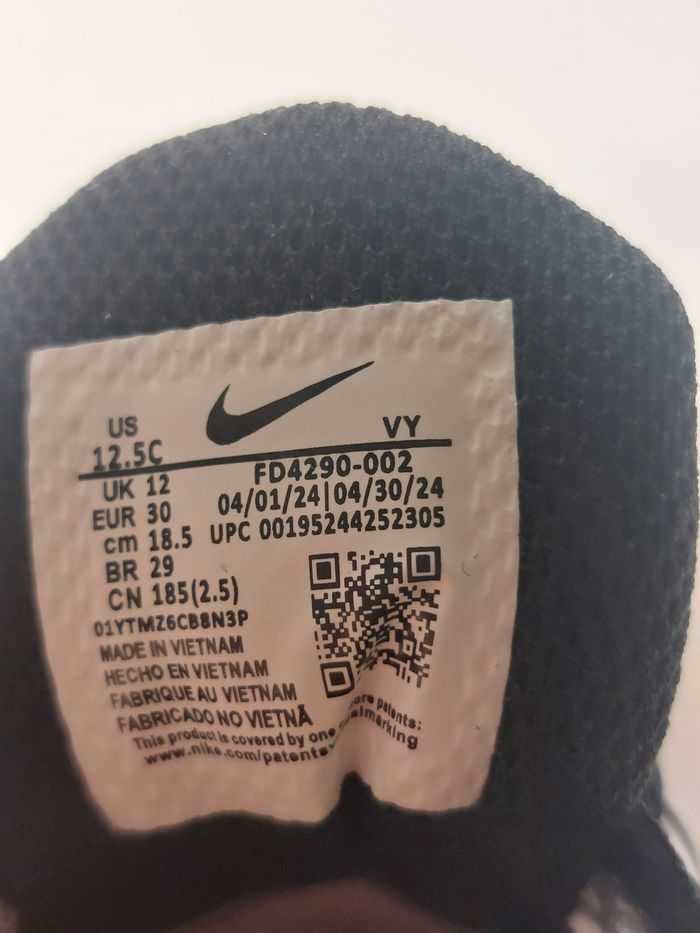 US
VY
12.5C
FD4290-002
UK 12
04/01/24|04/30/24
EUR 30
UPC 00195244252305
cm 18.5
BR 29
CN 185(2.5)
01YTMZ6CB8N3P
MADE IN VIETNAM
HECHO EN VIETNAM
FABRIQUE AU VIETNAM
FABRICADO NO VIETNÃ
This product is covered by one patents:
www.nike.com/patents